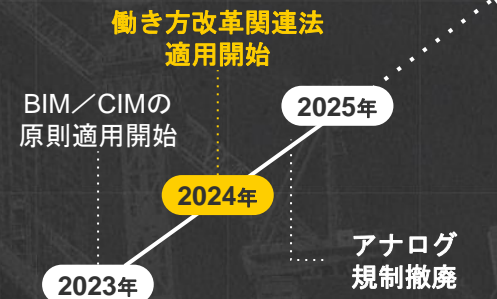 働き方改革関連法
適用開始
BIM／CIMの
原則適用開始
2025年
2024年
アナログ
規制撤廃
2023年